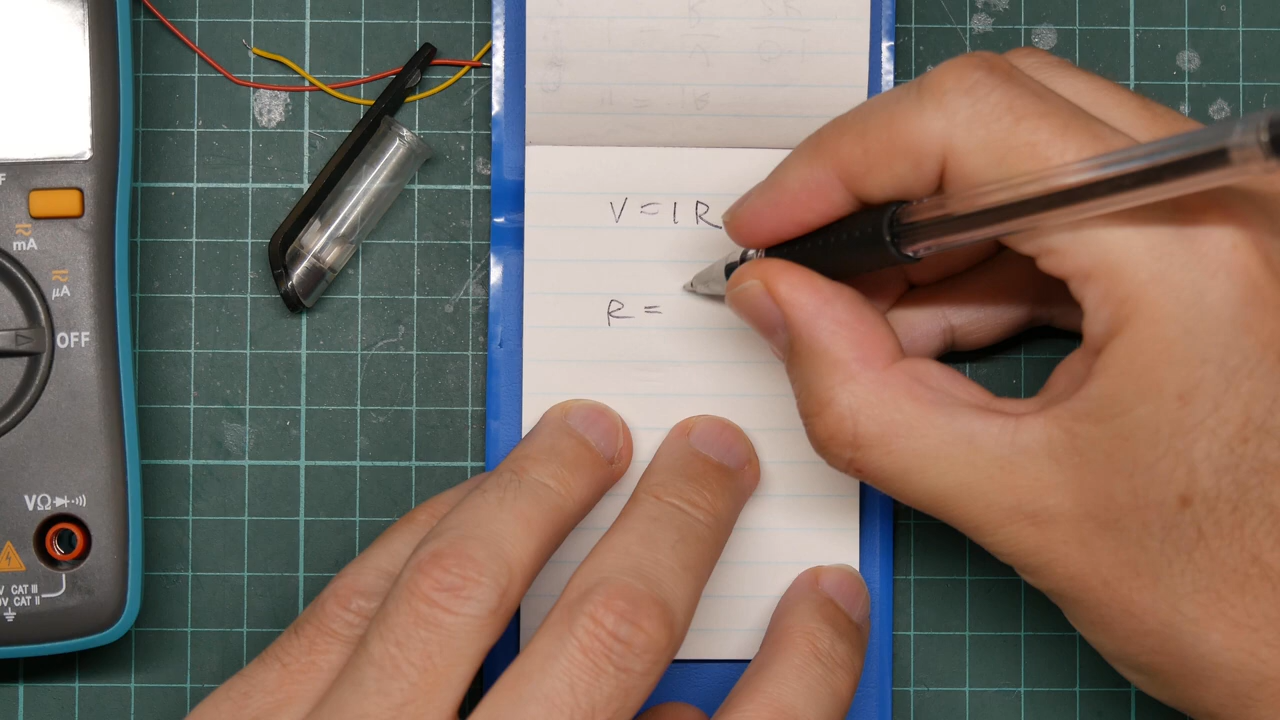 mA
μA
OFF
V=IR
R=
VΩ
CAT III
CAT II